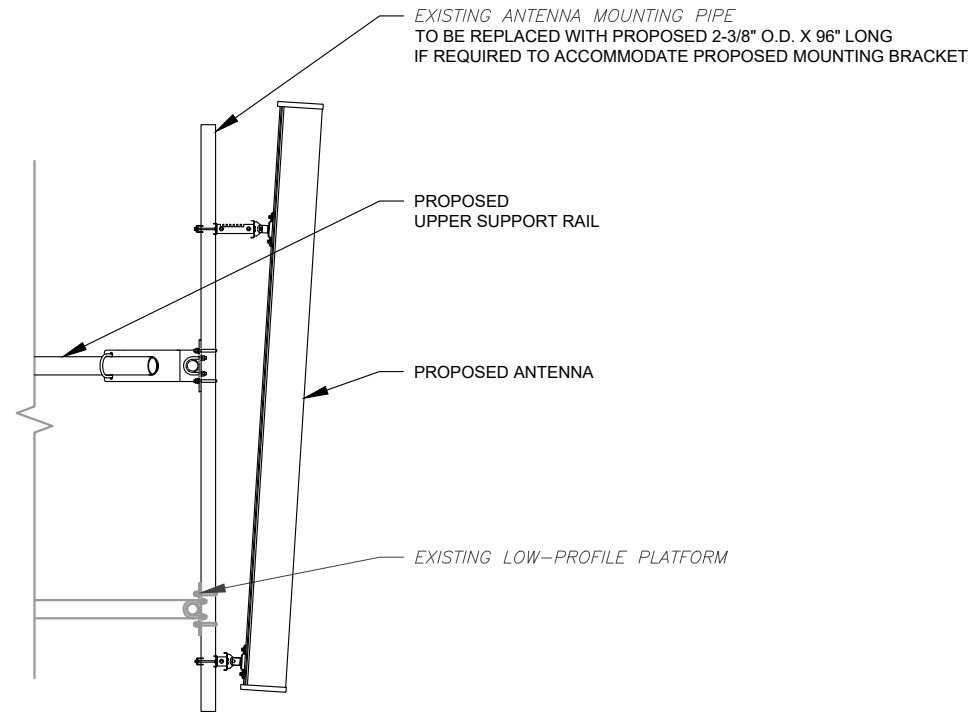 EXISTING ANTENNA MOUNTING PIPE
TO BE REPLACED WITH PROPOSED 2-3/8" O.D. X 96" LONG
IF REQUIRED TO ACCOMMODATE PROPOSED MOUNTING BRACKET
PROPOSED
UPPER SUPPORT RAIL
PROPOSED ANTENNA
EXISTING LOW-PROFILE PLATFORM